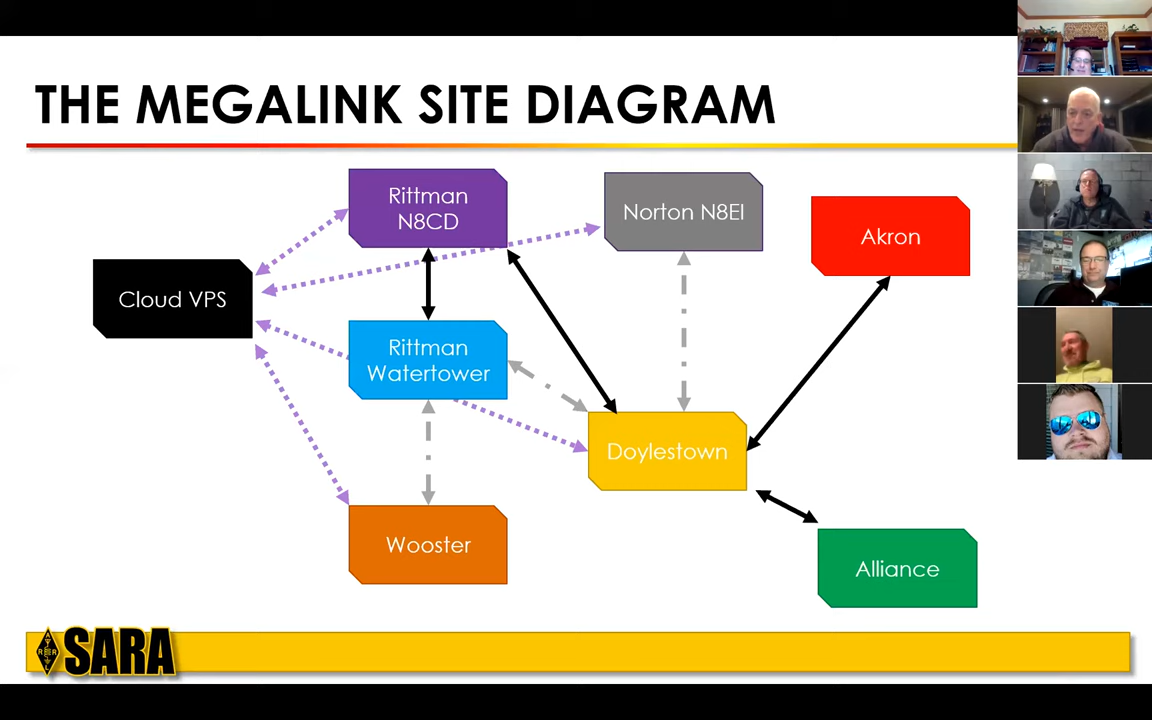 THE MEGALINK SITE DIAGRAM
Rittman
N8CD
Norton N8EI
Akron
Cloud VPS
Rittman
Watertower
Doylestown
Wooster
Alliance
A
R R
L
SARA